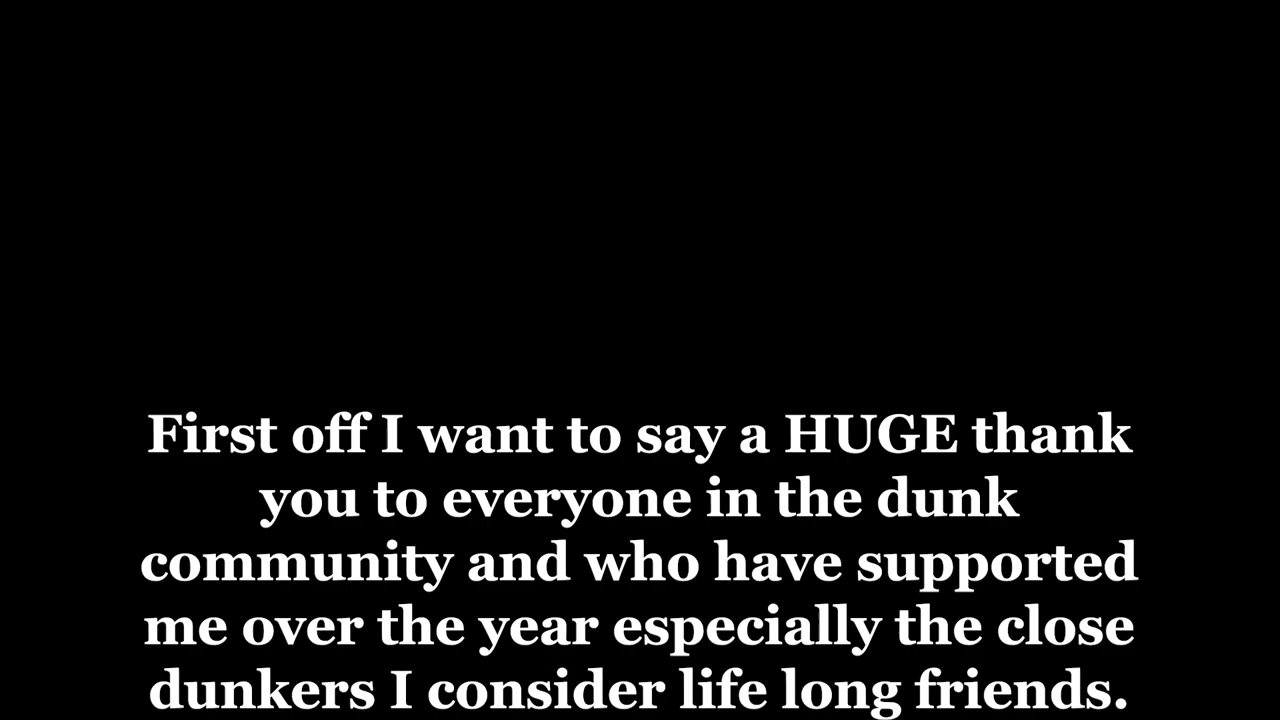 First off I want to say a HUGE thank
you to everyone in the dunk
community and who have supported
me over the year especially the close
dunkers I consider life long friends.